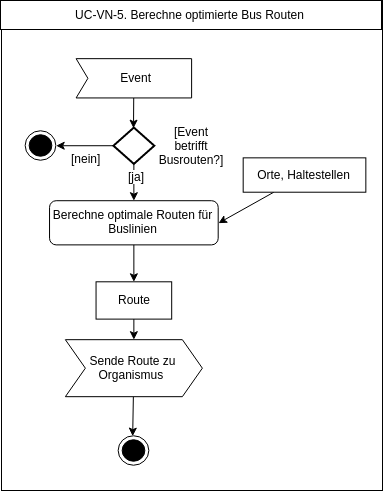 UC-VN-5. Berechne optimierte Bus Routen
Event
[Event
betrifft
Busrouten?]
[nein]
[ja]
Orte, Haltestellen
Berechne optimale Routen für
Buslinien
Route
Sende Route zu
Organismus